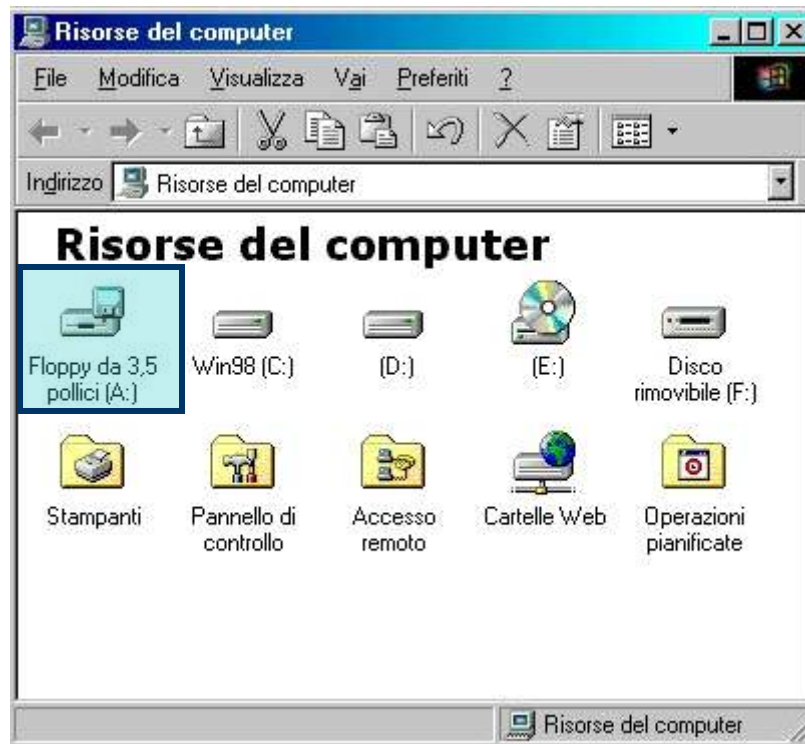 Risorse del computer
File Modifica Visualizza Vai Preferiti ?
Indirizzo Risorse del computer
Risorse del computer
Floppy da 3,5
pollici (A:)
Win98 (C:)
(D:)
(E:)
Disco
rimovibile (F:)
Stampanti
Pannello di
controllo
Accesso
remoto
Cartelle Web
Operazioni
pianificate
Risorse del computer